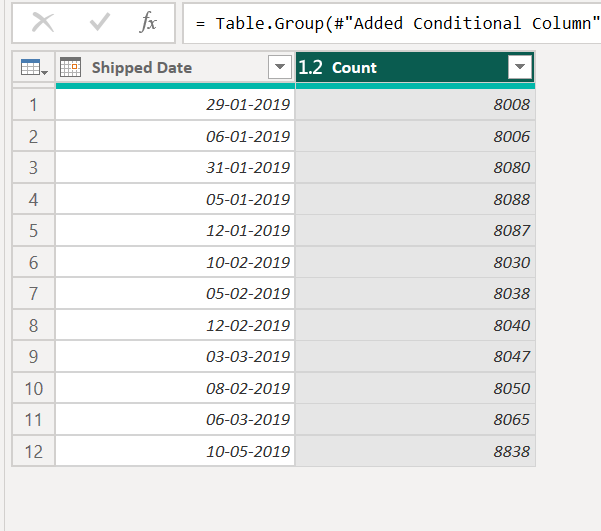 fx = Table.Group(#"Added Conditional Column"
Shipped Date 1.2 Count
1 29-01-2019 8008
2 06-01-2019 8006
3 31-01-2019 8080
4 05-01-2019 8088
5 12-01-2019 8087
6 10-02-2019 8030
7 05-02-2019 8038
8 12-02-2019 8040
9 03-03-2019 8047
10 08-02-2019 8050
11 06-03-2019 8065
12 10-05-2019 8838